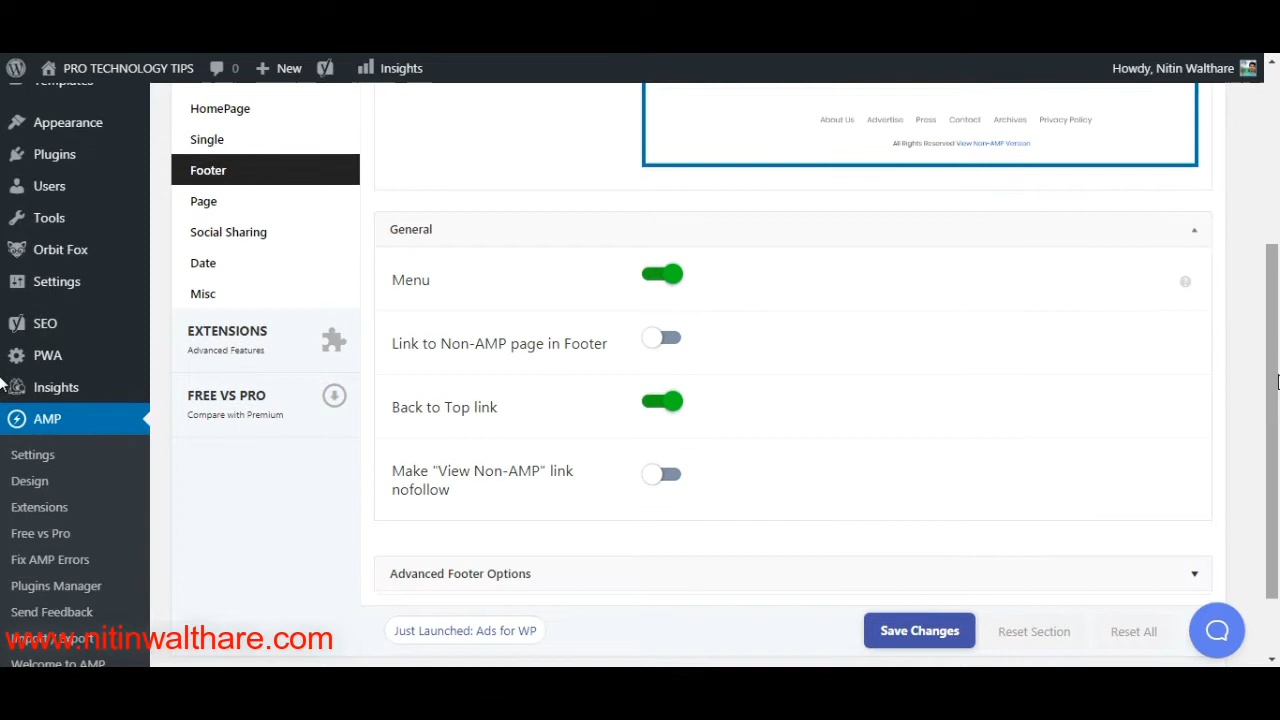 PRO TECHNOLOGY TIPS 0 New Insights Howdy, Nitin Walthare
Templates
Appearance
Plugins
Users
Tools
Orbit Fox
Settings
SEO
PWA
Insights
AMP
Settings
Design
Extensions
Free vs Pro
Fix AMP Errors
Plugins Manager
Send Feedback
Import / Export
Welcome to AMP
www.nitinwalthare.com
HomePage
Single
Footer
Page
Social Sharing
Date
Misc
EXTENSIONS
Advanced Features
FREE VS PRO
Compare with Premium
About Us Advertise Press Contact Archives Privacy Policy
All Rights Reserved View Non-AMP Version
General
Menu
Link to Non-AMP page in Footer
Back to Top link
Make "View Non-AMP" link
nofollow
Advanced Footer Options
Just Launched: Ads for WP
Save Changes Reset Section Reset All